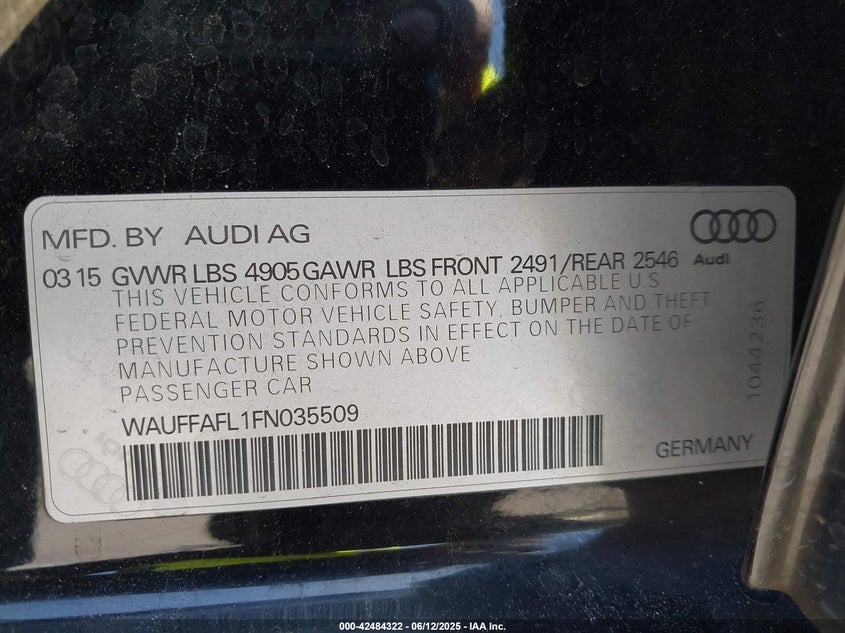 MFD. BY AUDI AG
Audi
03 15 GVWR LBS 4905 GAWR LBS FRONT 2491/REAR 2546
THIS VEHICLE CONFORMS TO ALL APPLICABLE U S
FEDERAL MOTOR VEHICLE SAFETY, BUMPER AND THEFT
PREVENTION STANDARDS IN EFFECT ON THE DATE OF
MANUFACTURE SHOWN ABOVE
PASSENGER CAR
1044236
WAUFFAFL1FN035509
GERMANY
000-42484322 - 06/12/2025 - IAA Inc.